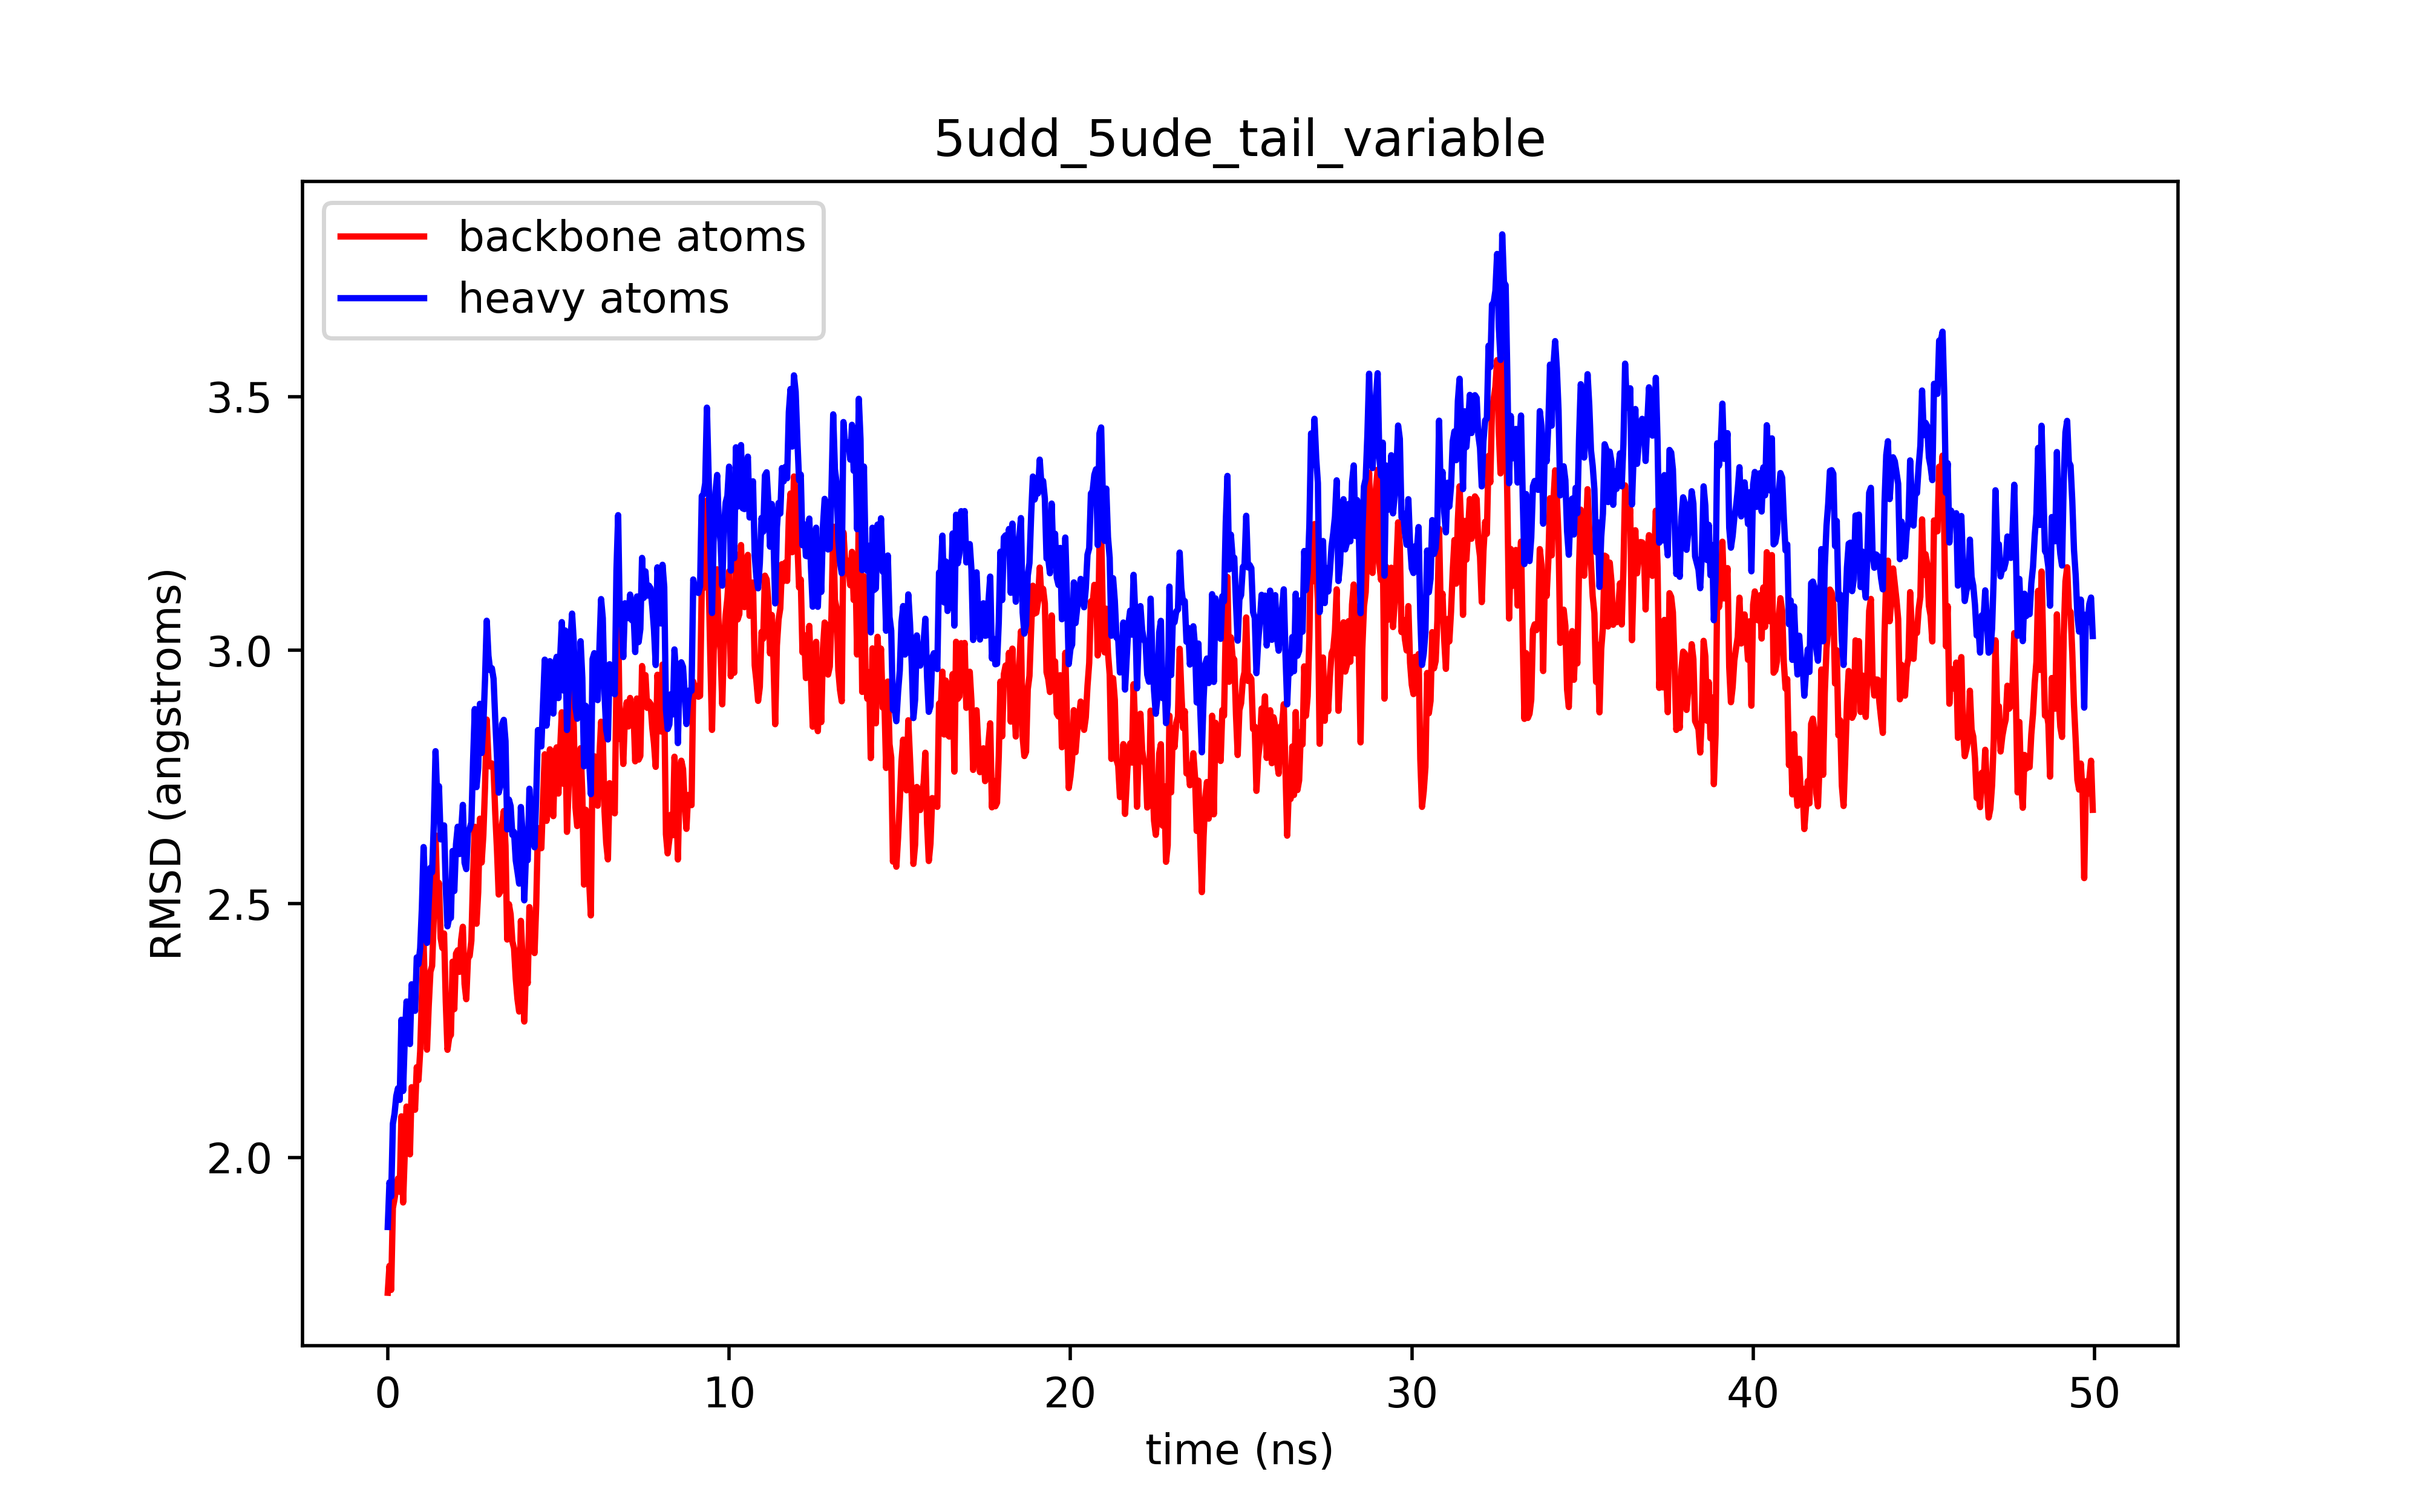 5udd_5ude_tail_variable
backbone atoms
heavy atoms
3.5
3.0
2.5
2.0
RMSD (angstroms)
0 10 20 30 40 50
time (ns)